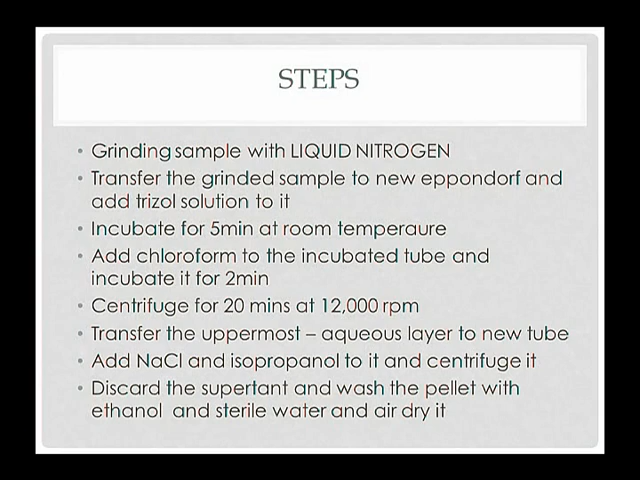 STEPS
• Grinding sample with LIQUID NITROGEN
• Transfer the grinded sample to new eppondorf and
add trizol solution to it
• Incubate for 5min at room temperaure
• Add chloroform to the incubated tube and
incubate it for 2min
• Centrifuge for 20 mins at 12,000 rpm
• Transfer the uppermost – aqueous layer to new tube
• Add NaCl and isopropanol to it and centrifuge it
• Discard the supertant and wash the pellet with
ethanol and sterile water and air dry it